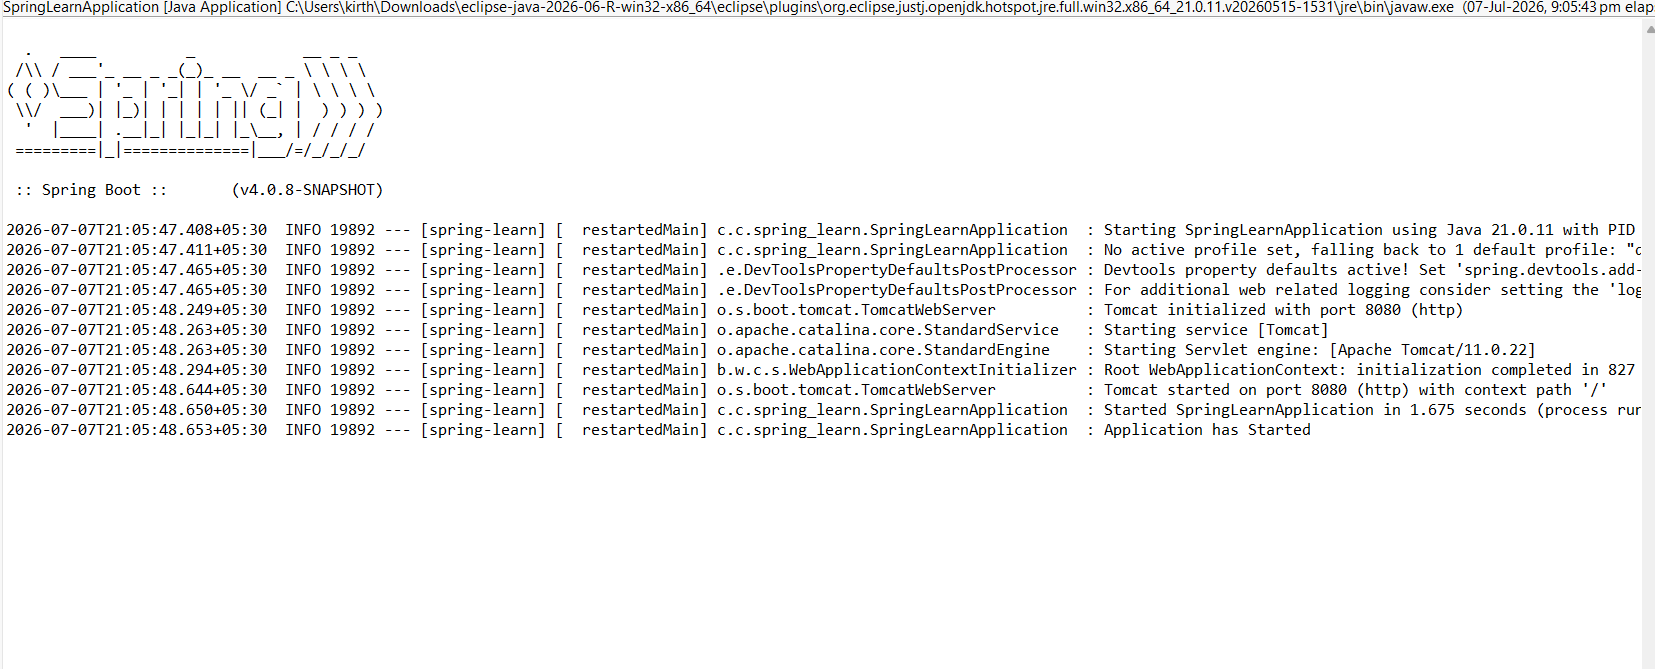 SpringLearnApplication [Java Application] C:\Users\kirth\Downloads\eclipse-java-2026-06-R-win32-x86_64\eclipse\plugins\org.eclipse.justj.openjdk.hotspot.jre.full.win32.x86_64_21.0.11.v20260515-1531\jre\bin\javaw.exe (07-Jul-2026, 9:05:43 pm elap
  .   ____          _            __ _ _
 /\\ / ___'_ __ _ _(_)_ __  __ _ \ \ \ \
( ( )\___ | '_ | '_| | '_ \/ _` | \ \ \ \
 \\/  ___)| |_)| | | | | || (_| |  ) ) ) )
  '  |____| .__|_| |_|_| |_\__, | / / / /
 =========|_|==============|___/=/_/_/_/
 :: Spring Boot ::       (v4.0.8-SNAPSHOT)
2026-07-07T21:05:47.408+05:30  INFO 19892 --- [spring-learn] [  restartedMain] c.c.spring_learn.SpringLearnApplication  : Starting SpringLearnApplication using Java 21.0.11 with PID
2026-07-07T21:05:47.411+05:30  INFO 19892 --- [spring-learn] [  restartedMain] c.c.spring_learn.SpringLearnApplication  : No active profile set, falling back to 1 default profile: "d
2026-07-07T21:05:47.465+05:30  INFO 19892 --- [spring-learn] [  restartedMain] .e.DevToolsPropertyDefaultsPostProcessor : Devtools property defaults active! Set 'spring.devtools.add-
2026-07-07T21:05:47.465+05:30  INFO 19892 --- [spring-learn] [  restartedMain] .e.DevToolsPropertyDefaultsPostProcessor : For additional web related logging consider setting the 'log
2026-07-07T21:05:48.249+05:30  INFO 19892 --- [spring-learn] [  restartedMain] o.s.boot.tomcat.TomcatWebServer          : Tomcat initialized with port 8080 (http)
2026-07-07T21:05:48.263+05:30  INFO 19892 --- [spring-learn] [  restartedMain] o.apache.catalina.core.StandardService   : Starting service [Tomcat]
2026-07-07T21:05:48.263+05:30  INFO 19892 --- [spring-learn] [  restartedMain] o.apache.catalina.core.StandardEngine    : Starting Servlet engine: [Apache Tomcat/11.0.22]
2026-07-07T21:05:48.294+05:30  INFO 19892 --- [spring-learn] [  restartedMain] b.w.c.s.WebApplicationContextInitializer : Root WebApplicationContext: initialization completed in 827
2026-07-07T21:05:48.644+05:30  INFO 19892 --- [spring-learn] [  restartedMain] o.s.boot.tomcat.TomcatWebServer          : Tomcat started on port 8080 (http) with context path '/'
2026-07-07T21:05:48.650+05:30  INFO 19892 --- [spring-learn] [  restartedMain] c.c.spring_learn.SpringLearnApplication  : Started SpringLearnApplication in 1.675 seconds (process run
2026-07-07T21:05:48.653+05:30  INFO 19892 --- [spring-learn] [  restartedMain] c.c.spring_learn.SpringLearnApplication  : Application has Started